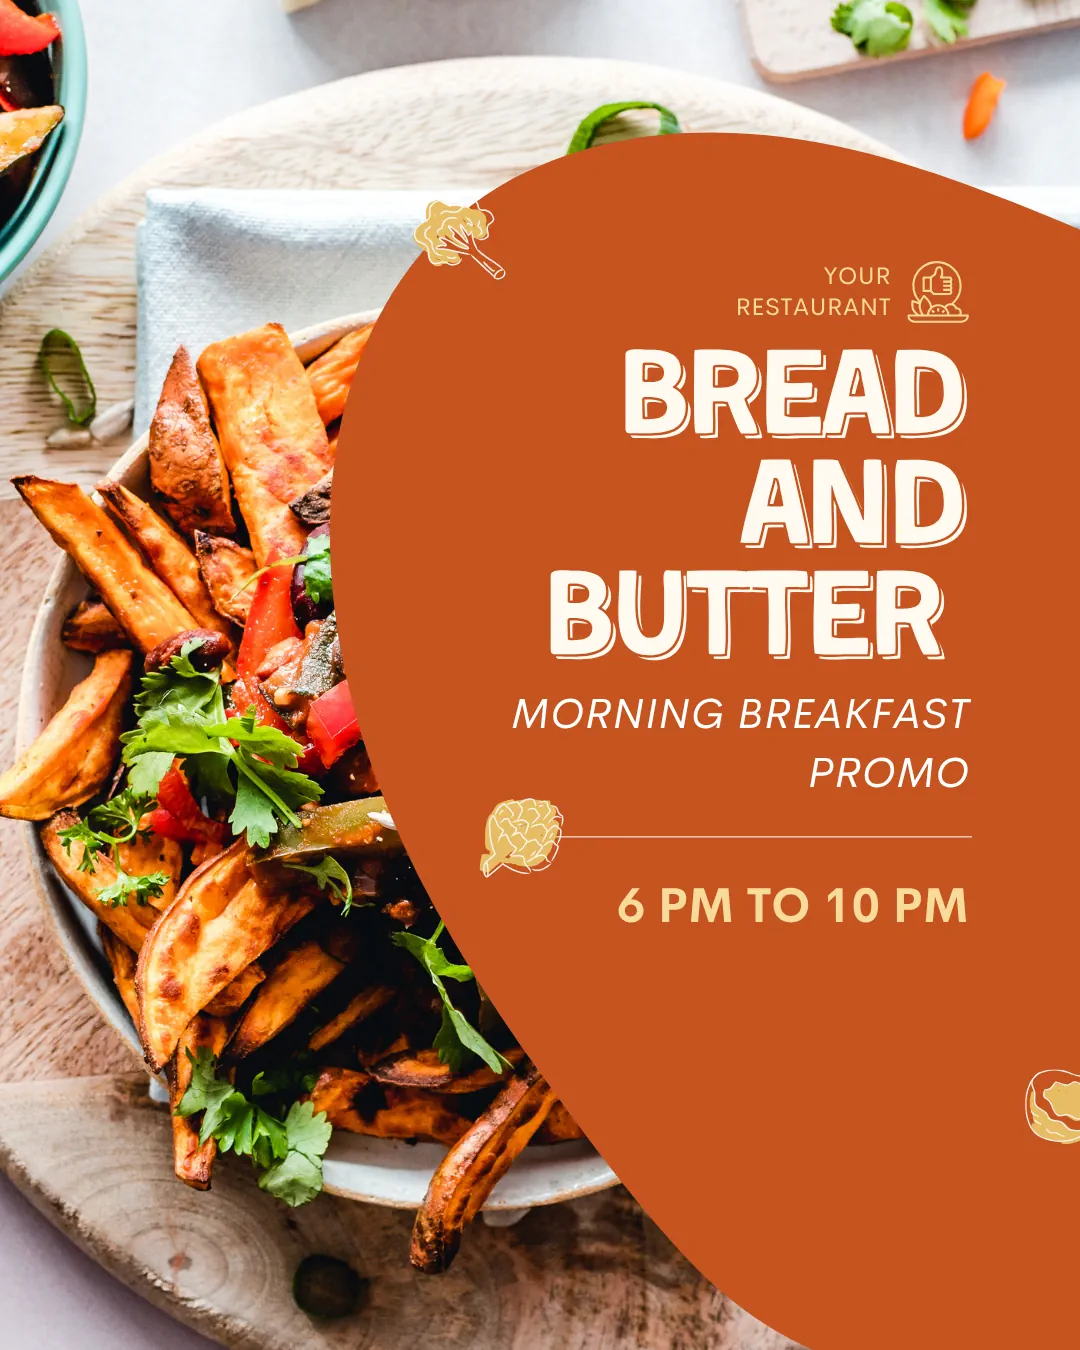 YOUR
RESTAURANT
BREAD
AND
BUTTER
MORNING BREAKFAST
PROMO
6 PM TO 10 PM